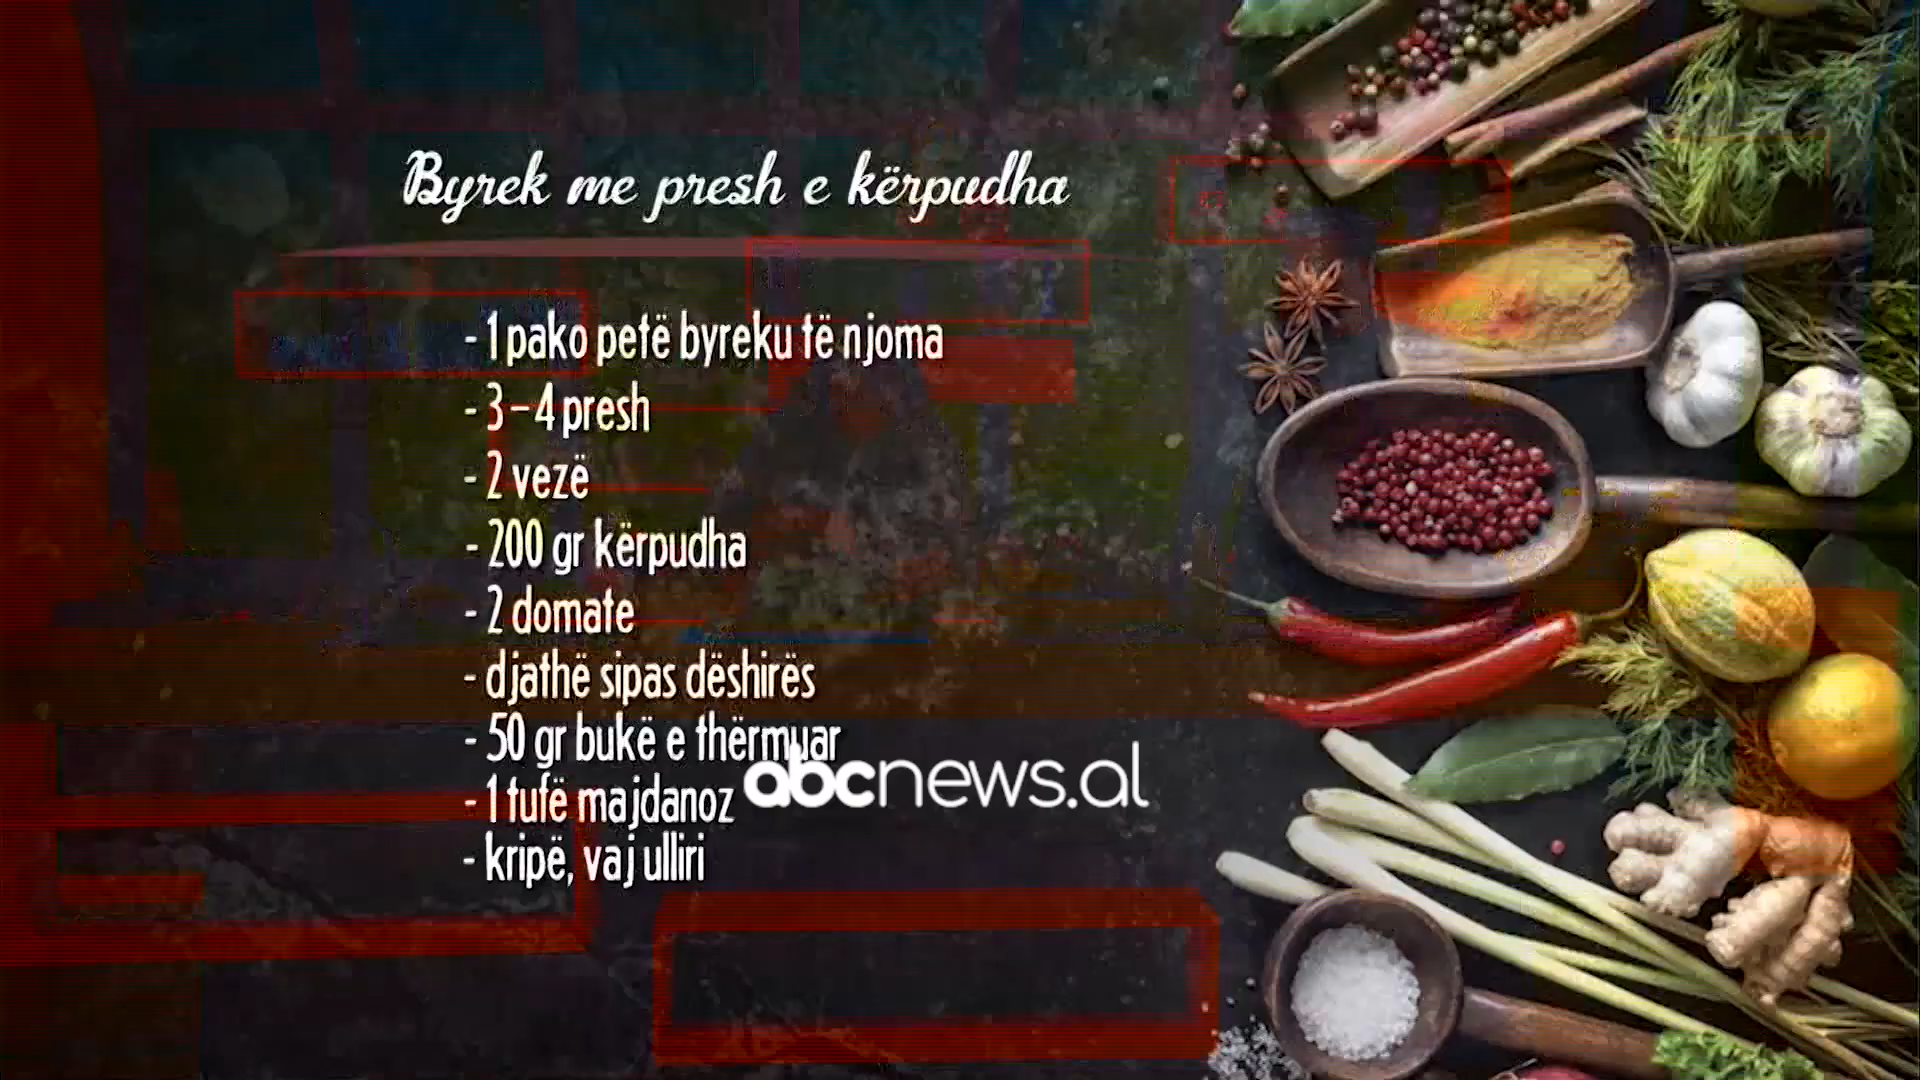 Byrek me presh e kërpudha
- 1 pako petë byreku të njoma
- 3-4 presh
- 2 vezë
- 200 gr kërpudha
- 2 domate
- djathë sipas dëshirës
- 50 gr bukë e thërmuar
- 1 tufë majdanoz
abcnews.al
- kripë, vaj ulliri